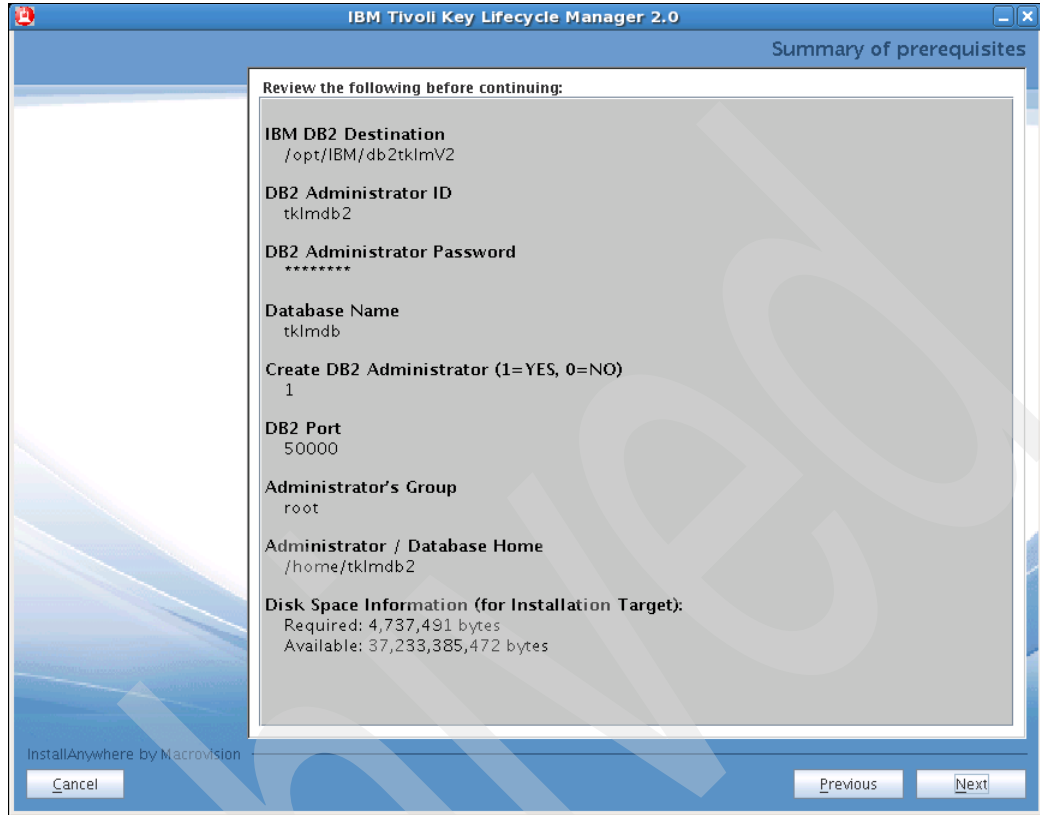 IBM Tivoli Key Lifecycle Manager 2.0
Summary of prerequisites
Review the following before continuing:
IBM DB2 Destination
/opt/IBM/db2tklmV2
DB2 Administrator ID
tklmdb2
DB2 Administrator Password
********
Database Name
tklmdb
Create DB2 Administrator (1=YES, 0=NO)
1
DB2 Port
50000
Administrator's Group
root
Administrator / Database Home
/home/tklmdb2
Disk Space Information (for Installation Target):
Required: 4,737,491 bytes
Available: 37,233,385,472 bytes
InstallAnywhere by Macrovision
Cancel
Previous
Next